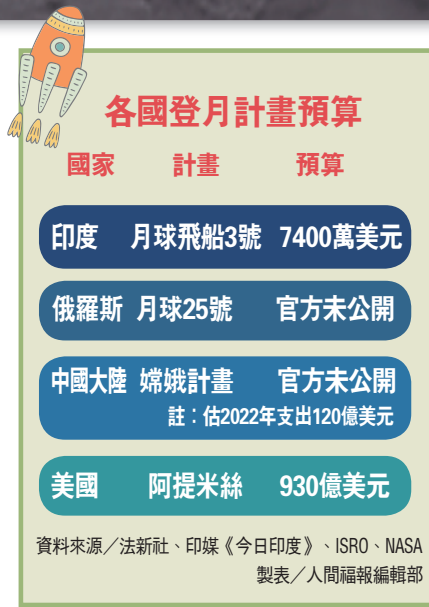 各國登月計畫預算
國家 計畫 預算
印度 月球飛船3號 7400萬美元
俄羅斯 月球25號 官方未公開
中國大陸 嫦娥計畫 官方未公開
註：估2022年支出120億美元
美國 阿提米絲 930億美元
資料來源／法新社、印媒《今日印度》、ISRO、NASA
製表／人間福報編輯部